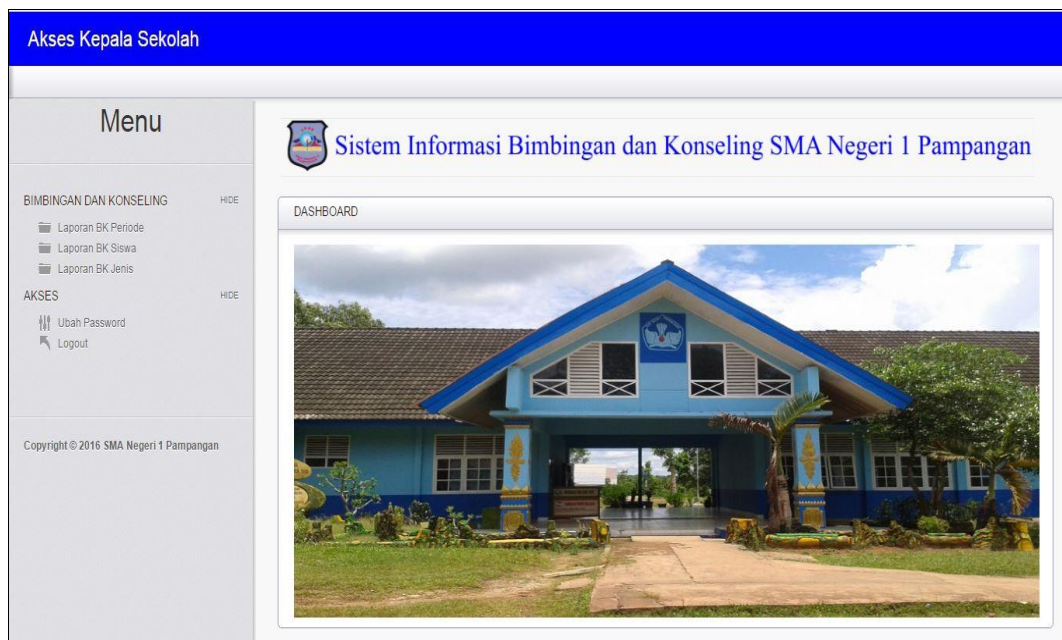 Akses Kepala Sekolah
Menu
BIMBINGAN DAN KONSELING HIDE
Laporan BK Periode
Laporan BK Siswa
Laporan BK Jenis
AKSES HIDE
Ubah Password
Logout
Copyright © 2016 SMA Negeri 1 Pampangan
Sistem Informasi Bimbingan dan Konseling SMA Negeri 1 Pampangan
DASHBOARD